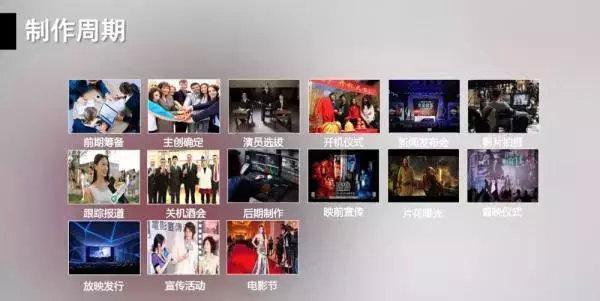 制作周期
前期筹备
主创确定
演员选拔
开机仪式
新闻发布会
影片拍摄
跟踪报道
关机酒会
后期制作
映前宣传
片花曝光
首映仪式
放映发行
宣传活动
电影节